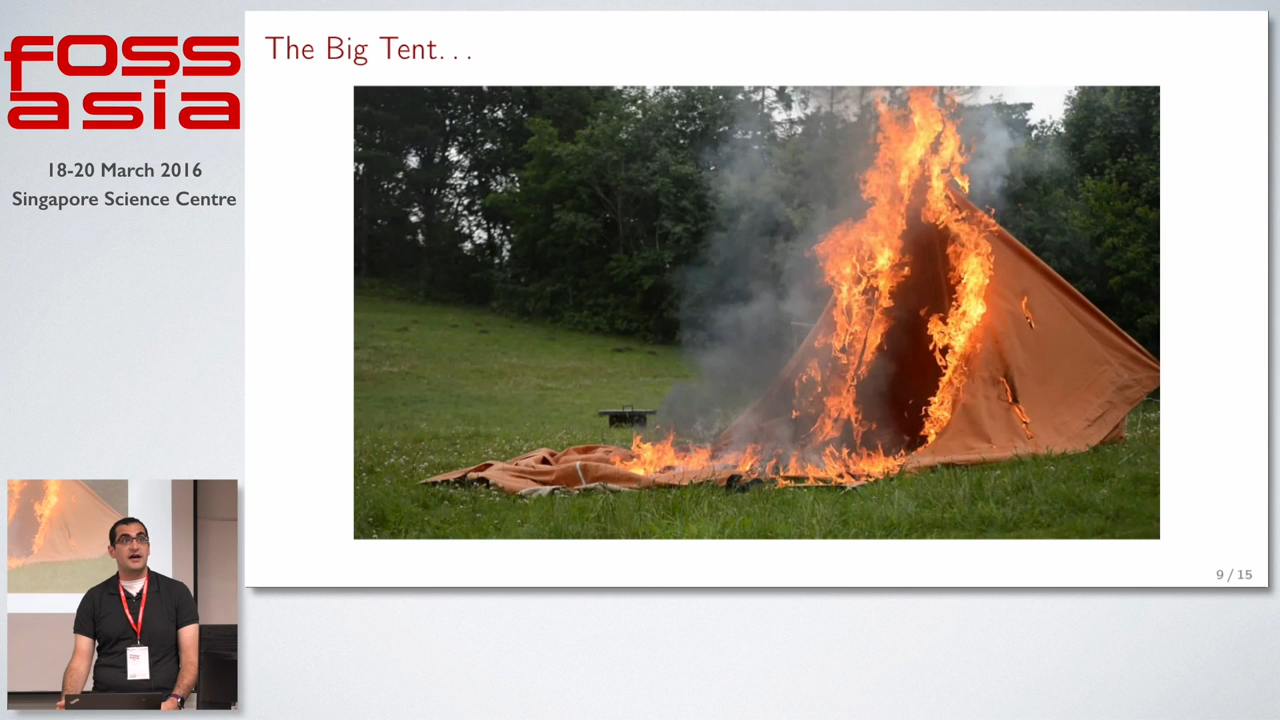 foss
asia
18-20 March 2016
Singapore Science Centre
The Big Tent...
9 / 15